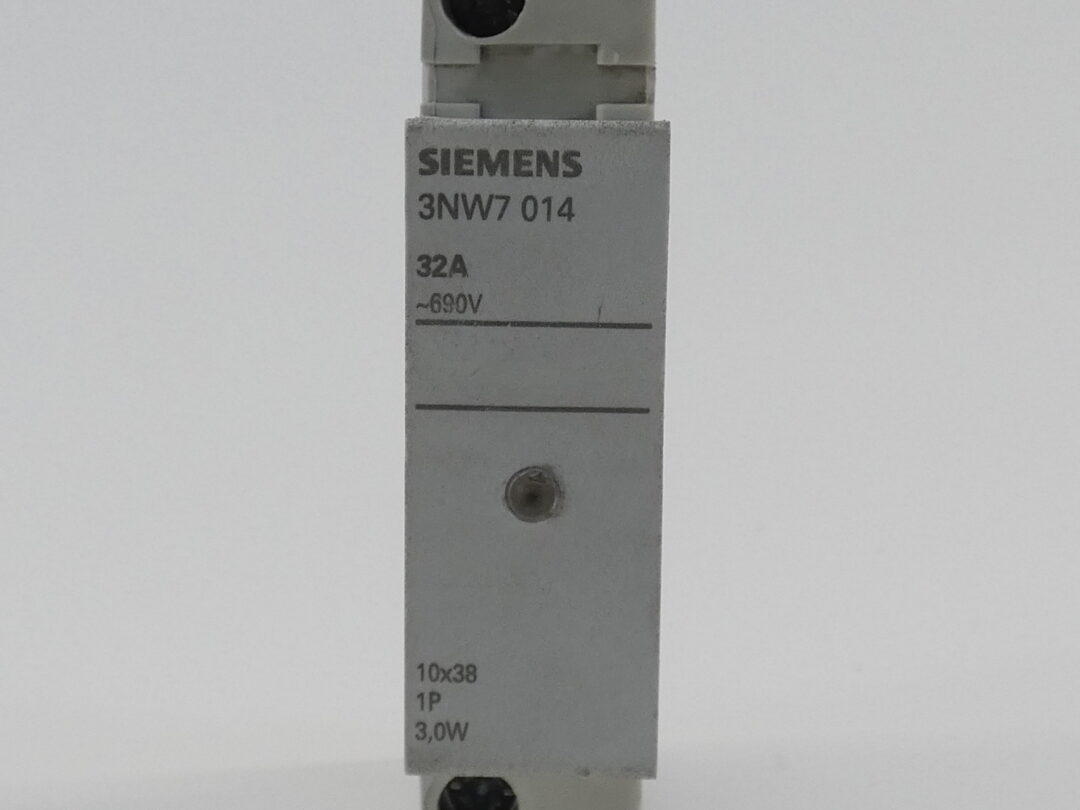 SIEMENS
3NW7 014
32A
~690V
10x38
1P
3,0W